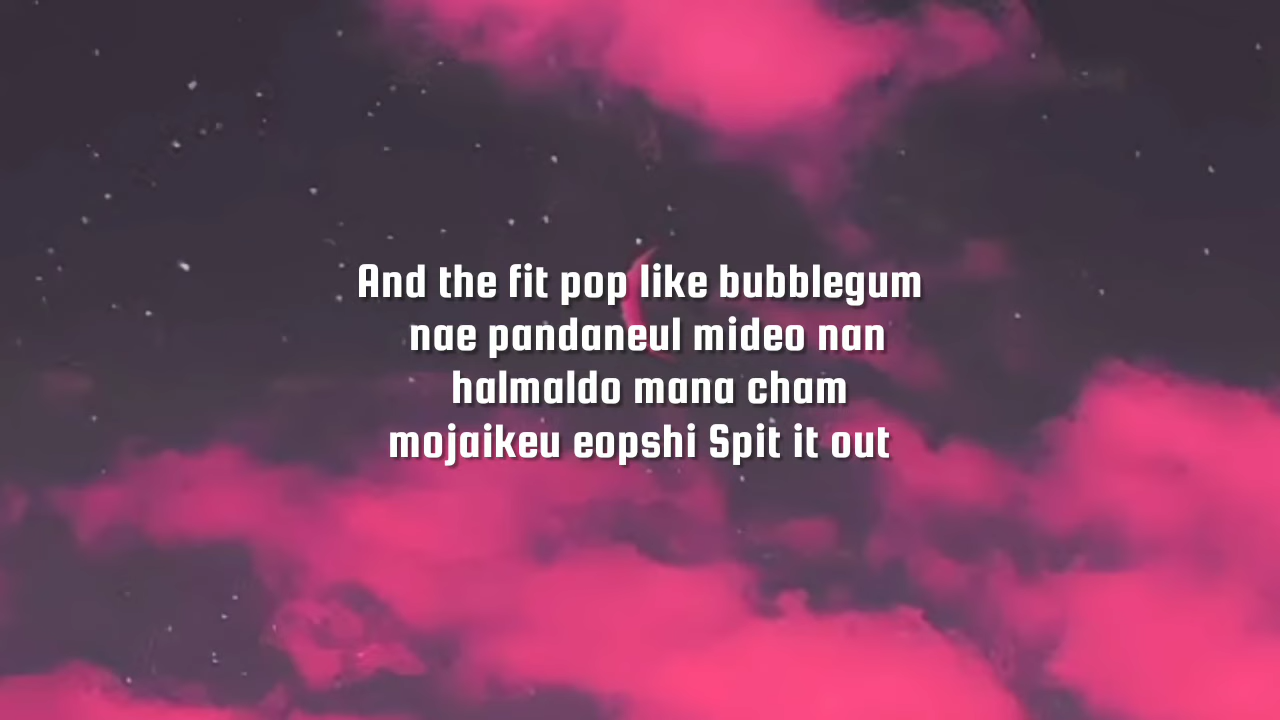 And the fit pop like bubblegum
nae pandaneul mideo nan
halmaldo mana cham
mojaikeu eopshi Spit it out